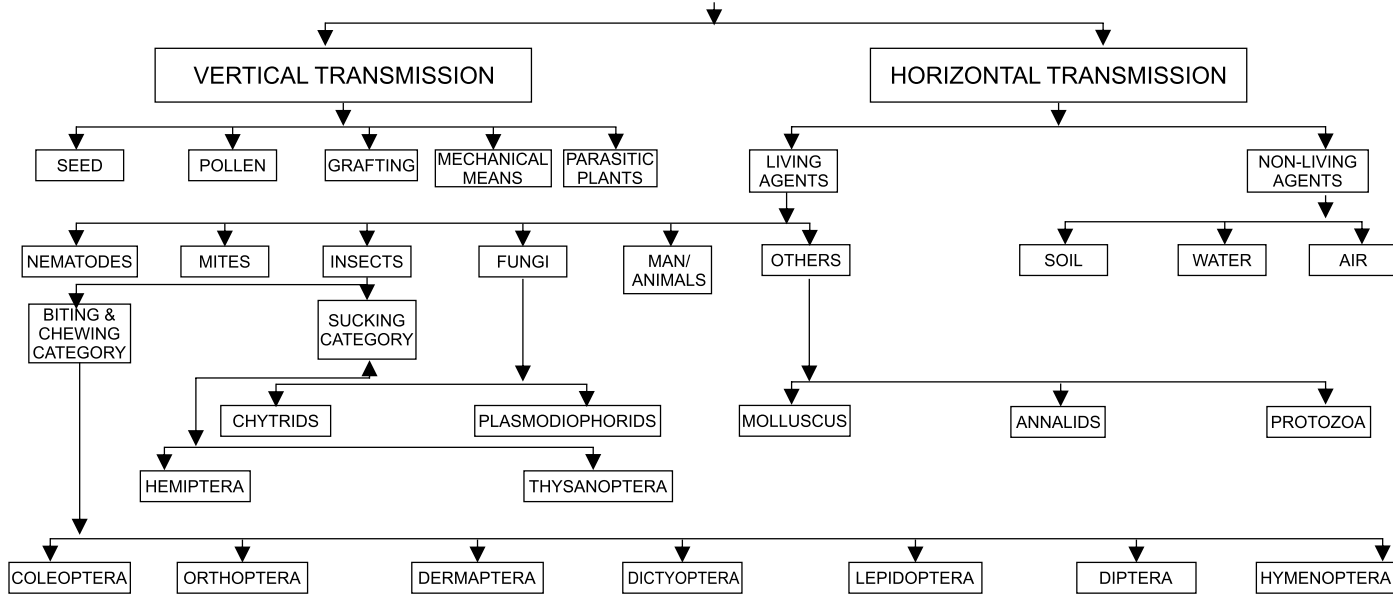 VERTICAL TRANSMISSION
HORIZONTAL TRANSMISSION
SEED
POLLEN
GRAFTING
MECHANICAL
MEANS
PARASITIC
PLANTS
LIVING
AGENTS
NON-LIVING
AGENTS
NEMATODES
MITES
INSECTS
FUNGI
MAN/
ANIMALS
OTHERS
SOIL
WATER
AIR
BITING &
CHEWING
CATEGORY
SUCKING
CATEGORY
CHYTRIDS
PLASMODIOPHORIDS
MOLLUSCUS
ANNALIDS
PROTOZOA
HEMIPTERA
THYSANOPTERA
COLEOPTERA
ORTHOPTERA
DERMAPTERA
DICTYOPTERA
LEPIDOPTERA
DIPTERA
HYMENOPTERA